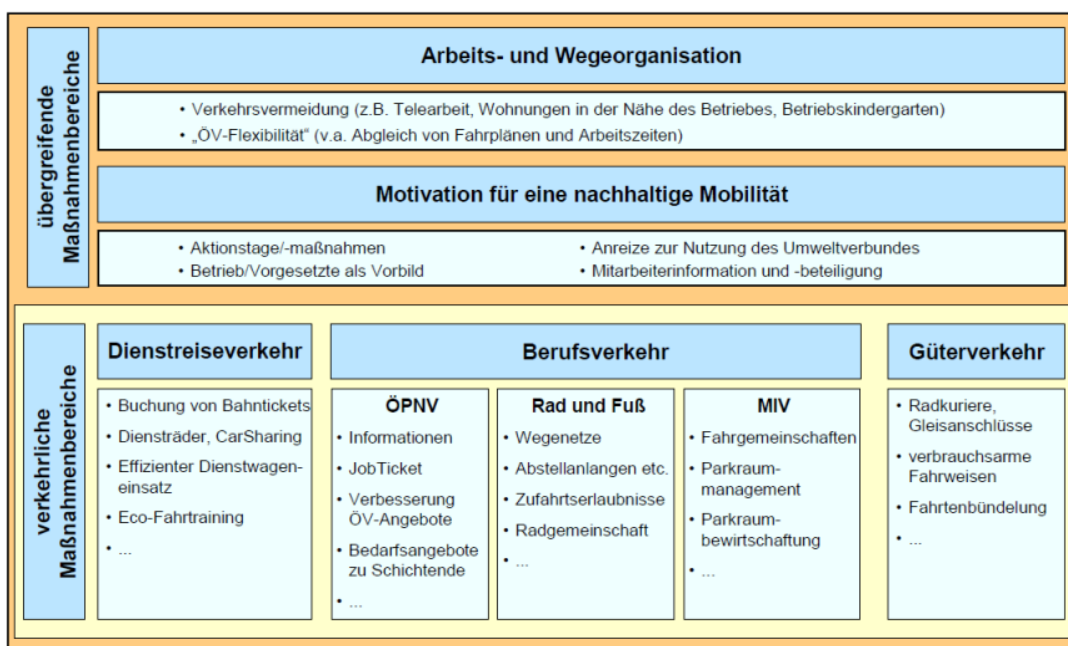 übergreifende
Maßnahmenbereiche
Arbeits- und Wegeorganisation
• Verkehrsvermeidung (z.B. Telearbeit, Wohnungen in der Nähe des Betriebes, Betriebskindergarten)
• „ÖV-Flexibilität“ (v.a. Abgleich von Fahrplänen und Arbeitszeiten)
Motivation für eine nachhaltige Mobilität
• Aktionstage/-maßnahmen
• Betrieb/Vorgesetzte als Vorbild
• Anreize zur Nutzung des Umweltverbundes
• Mitarbeiterinformation und -beteiligung
verkehrliche
Maßnahmenbereiche
Dienstreiseverkehr
• Buchung von Bahntickets
• Diensträder, CarSharing
• Effizienter Dienstwagen-
einsatz
• Eco-Fahrtraining
• ...
Berufsverkehr
ÖPNV
• Informationen
• JobTicket
• Verbesserung
ÖV-Angebote
• Bedarfsangebote
zu Schichtende
• ...
Rad und Fuß
• Wegenetze
• Abstellanlangen etc.
• Zufahrtserlaubnisse
• Radgemeinschaft
• ...
MIV
• Fahrgemeinschaften
• Parkraum-
management
• Parkraum-
bewirtschaftung
• ...
Güterverkehr
• Radkuriere,
Gleisanschlüsse
• verbrauchsarme
Fahrweisen
• Fahrtenbündelung
• ...